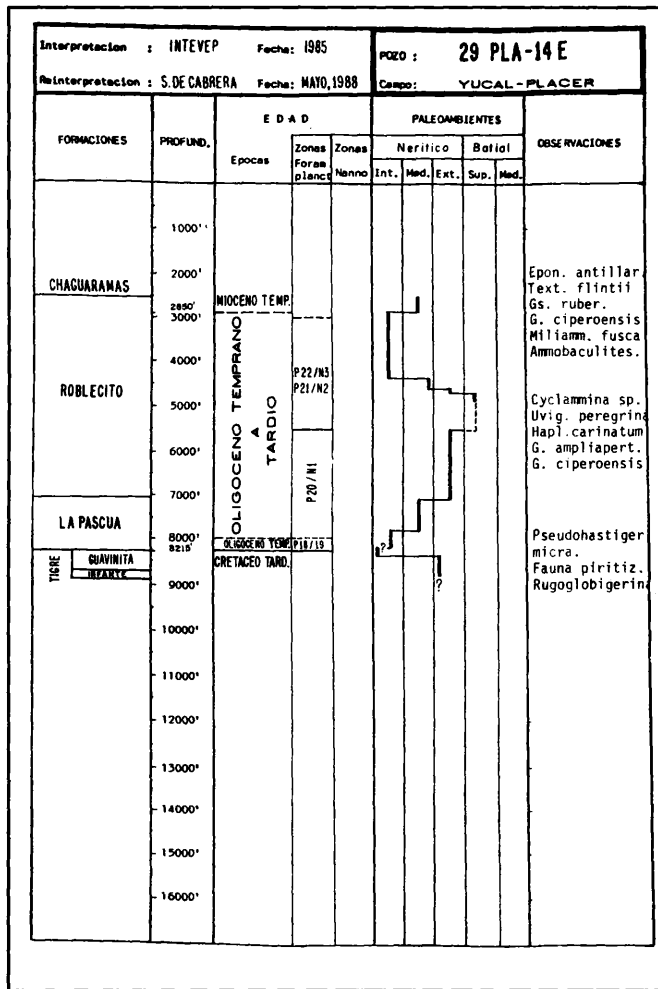 Interpretacion : INTEVEP Fecha: 1985
Reinterpretacion : S. DE CABRERA Fecha: MAYO, 1988
POZO : 29 PLA-14 E
Campo: YUCAL-PLACER
FORMACIONES
PROFUND.
E D A D
Epocas
Zonas Foram planct
Zonas Nanno
PALEOAMBIENTES
Neritico
Batial
Int. Med. Ext. Sup. Med.
OBSERVACIONES
1000''
2000'
CHAGUARAMAS
2850'
MIOCENO TEMP.
3000'
4000'
ROBLECITO
5000'
6000'
7000'
OLIGOCENO TEMPRANO
A
TARDIO
P22/N3
P21/N2
P20/N1
LA PASCUA
8000'
8215'
OLIGOCENO TEMP.
P18/19
TIGRE
GUAVINITA
INFANTE
CRETACEO TARD.
?
?
9000'
10000'
11000'
12000'
13000'
14000'
15000'
16000'
Epon. antillar.
Text. flintii
Gs. ruber.
G. ciperoensis
Miliamm. fusca
Ammobaculites.
Cyclammina sp.
Uvig. peregrina
Hapl.carinatum
G. ampliapert.
G. ciperoensis
Pseudohastiger
micra.
Fauna piritiz.
Rugoglobigerin